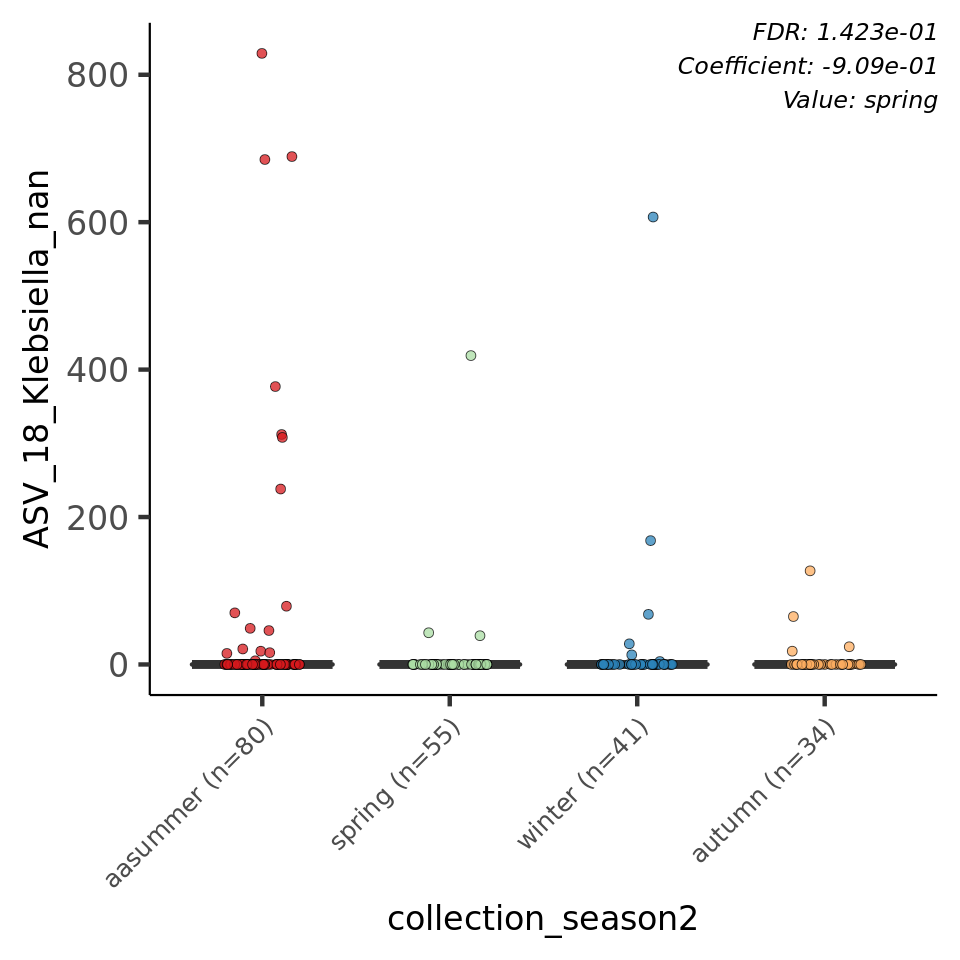 FDR: 1.423e-01
Coefficient: -9.09e-01
Value: spring
ASV_18_Klebsiella_nan
800
600
400
200
0
aasummer (n=80)
spring (n=55)
winter (n=41)
autumn (n=34)
collection_season2